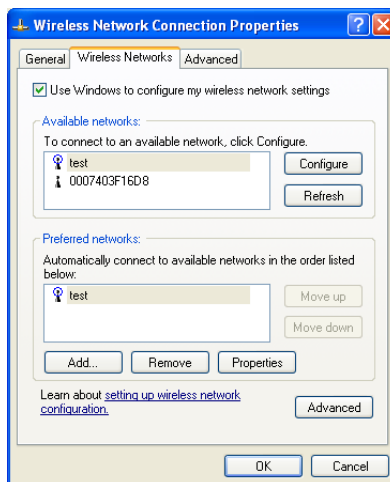 Wireless Network Connection Properties
General Wireless Networks Advanced
Use Windows to configure my wireless network settings
Available networks:
To connect to an available network, click Configure.
test
0007403F16D8
Configure
Refresh
Preferred networks:
Automatically connect to available networks in the order listed
below:
test
Move up
Move down
Add... Remove Properties
Learn about setting up wireless network
configuration.
Advanced
OK Cancel